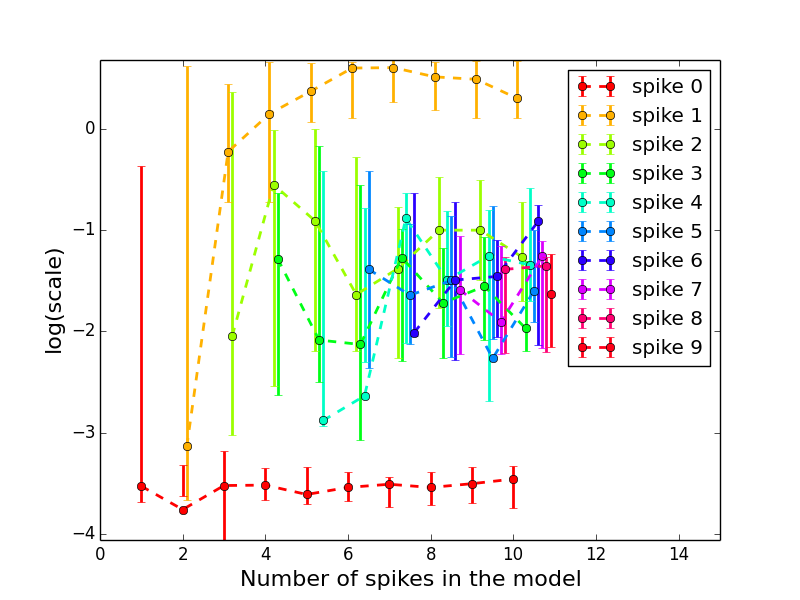 0
−1
−2
−3
−4
log(scale)
0
2
4
6
8
10
12
14
Number of spikes in the model
spike 0
spike 1
spike 2
spike 3
spike 4
spike 5
spike 6
spike 7
spike 8
spike 9